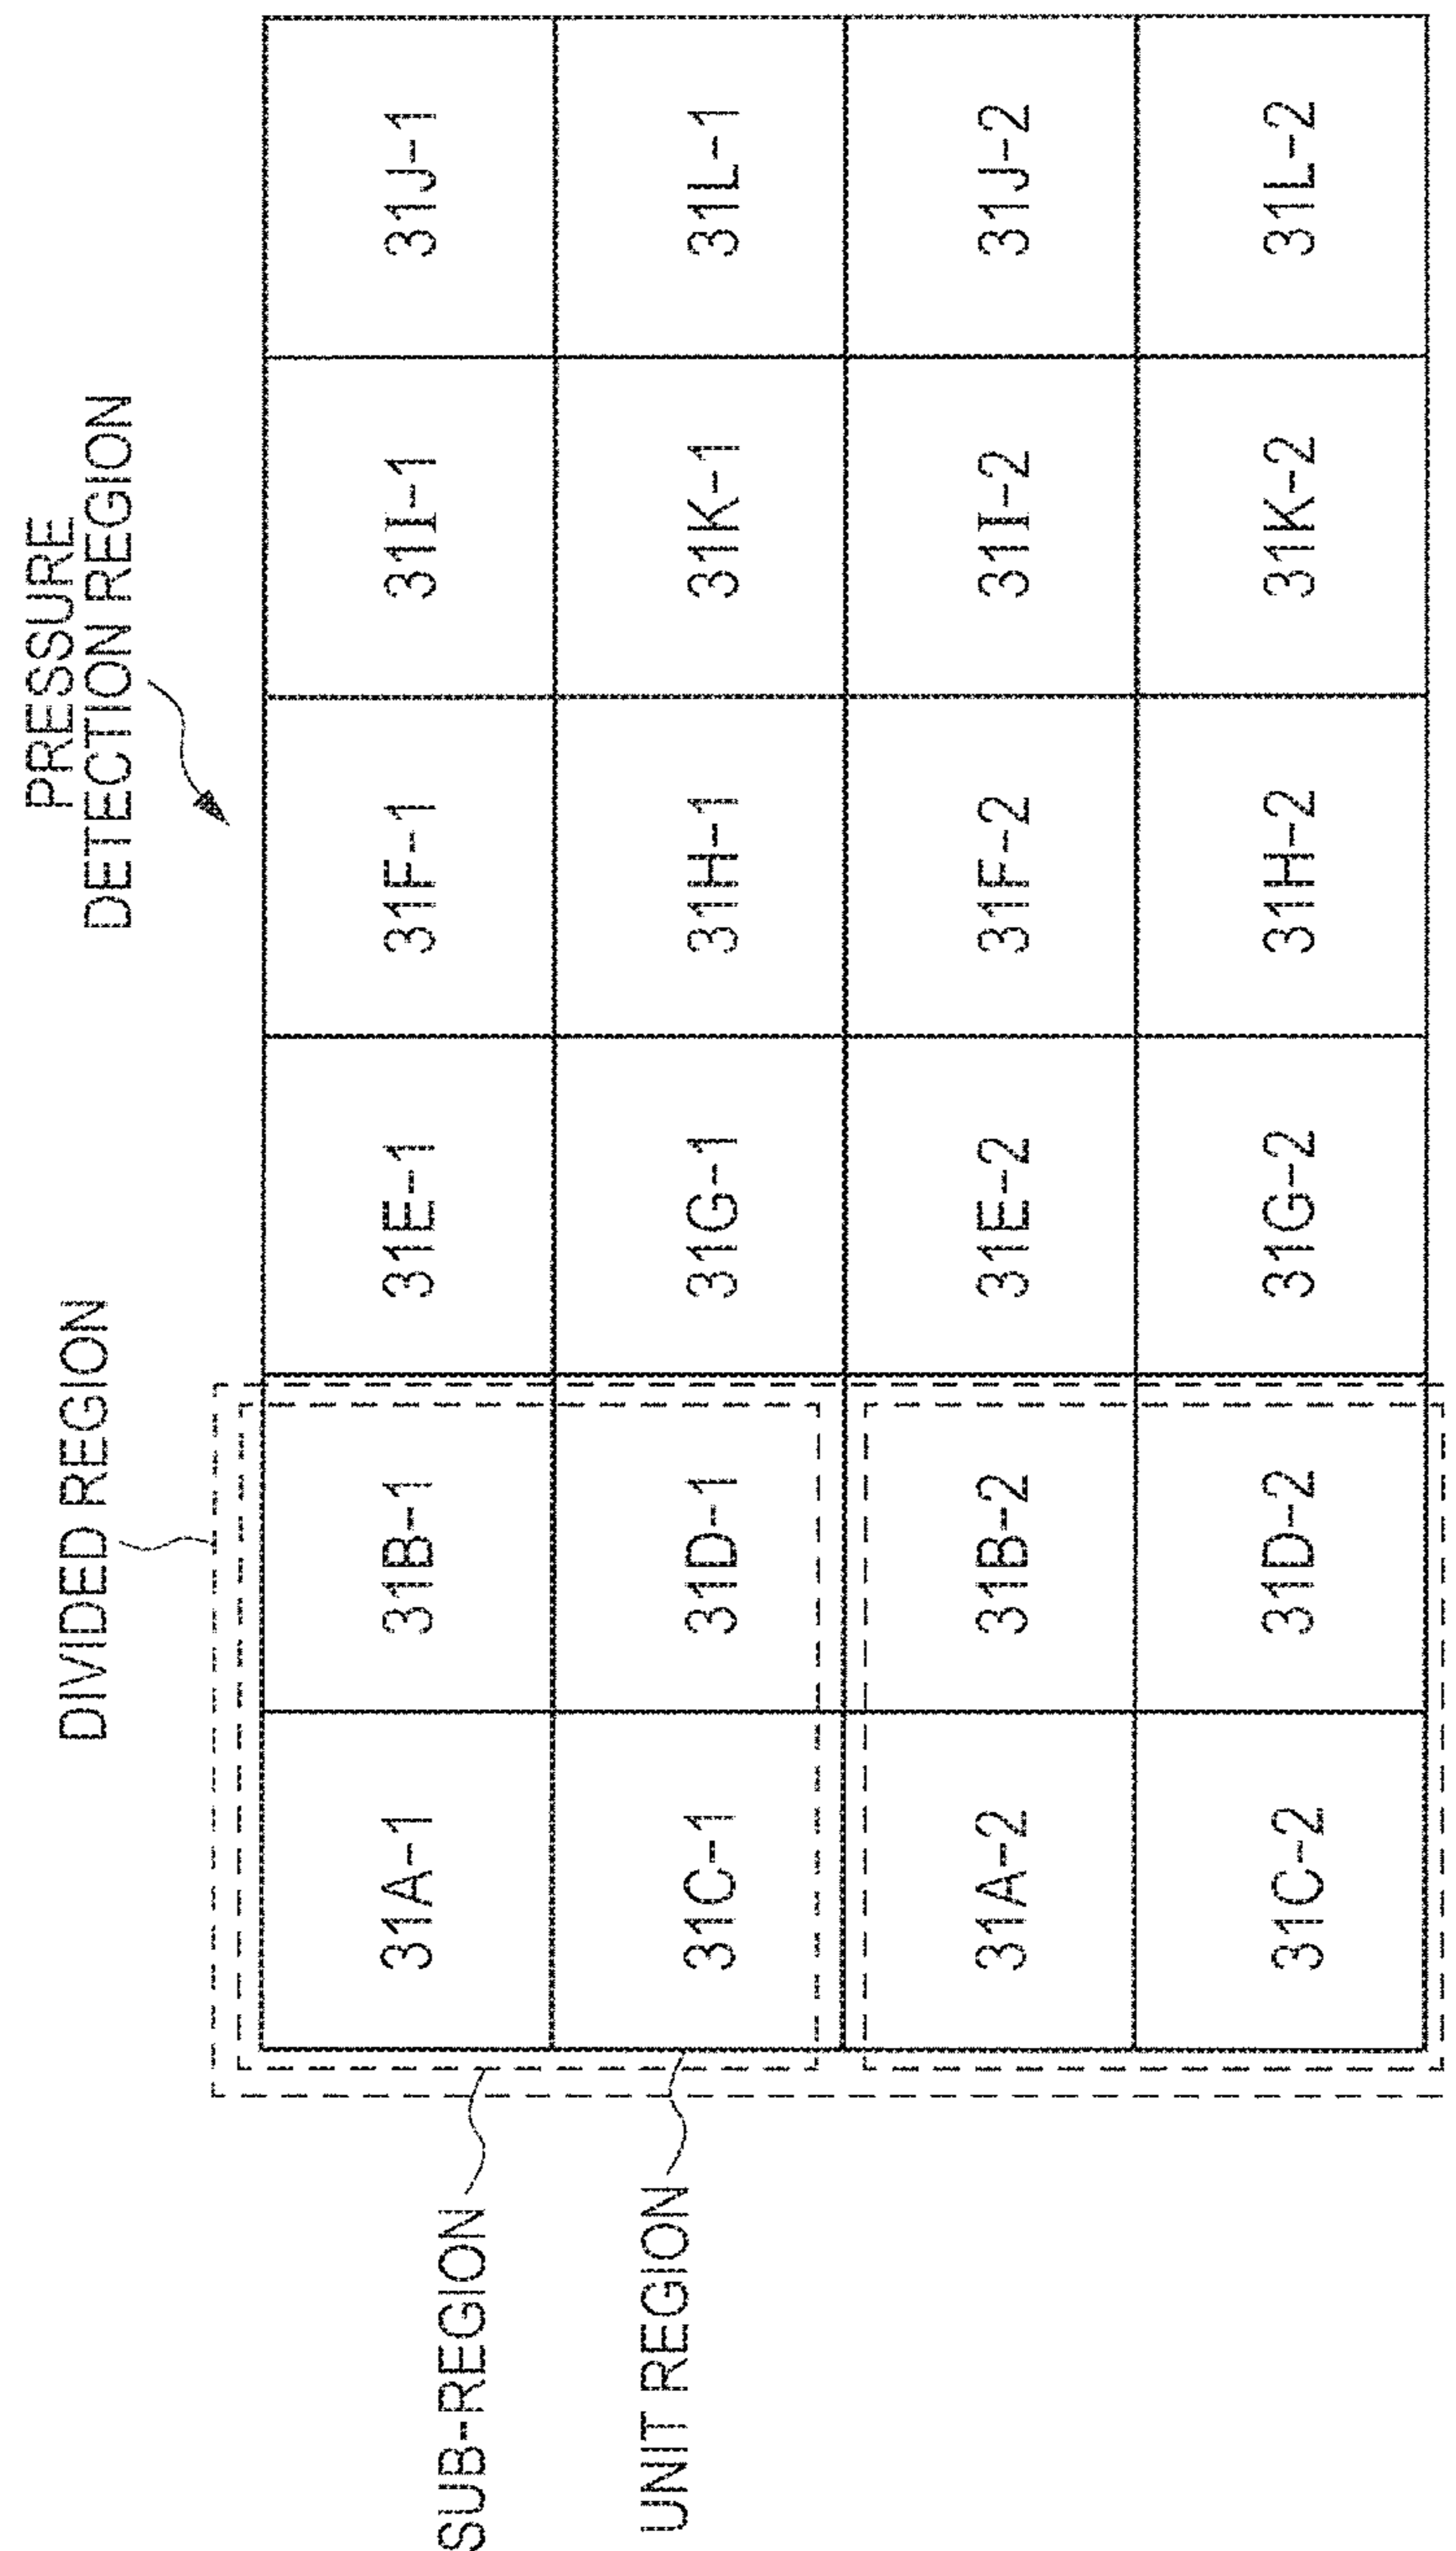 PRESSURE
DETECTION REGION
DIVIDED REGION
31A-1 31B-1 31E-1 31F-1 31I-1 31J-1
31C-1 31D-1 31G-1 31H-1 31K-1 31L-1
31A-2 31B-2 31E-2 31F-2 31I-2 31J-2
31C-2 31D-2 31G-2 31H-2 31K-2 31L-2
SUB-REGION
UNIT REGION